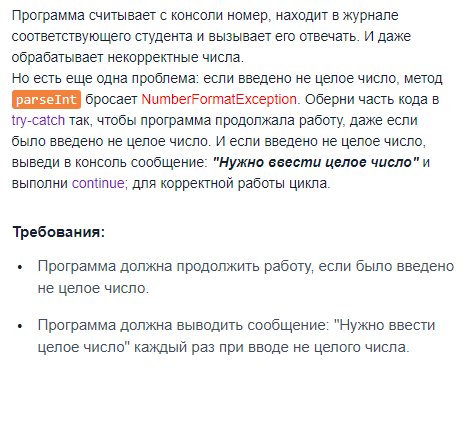 Программа считывает с консоли номер, находит в журнале
соответствующего студента и вызывает его отвечать. И даже
обрабатывает некорректные числа.
Но есть еще одна проблема: если введено не целое число, метод
parseInt бросает NumberFormatException. Оберни часть кода в
try-catch так, чтобы программа продолжала работу, даже если
было введено не целое число. И если введено не целое число,
выведи в консоль сообщение: "Нужно ввести целое число" и
выполни continue; для корректной работы цикла.
Требования:
• Программа должна продолжить работу, если было введено
не целое число.
• Программа должна выводить сообщение: "Нужно ввести
целое число" каждый раз при вводе не целого числа.